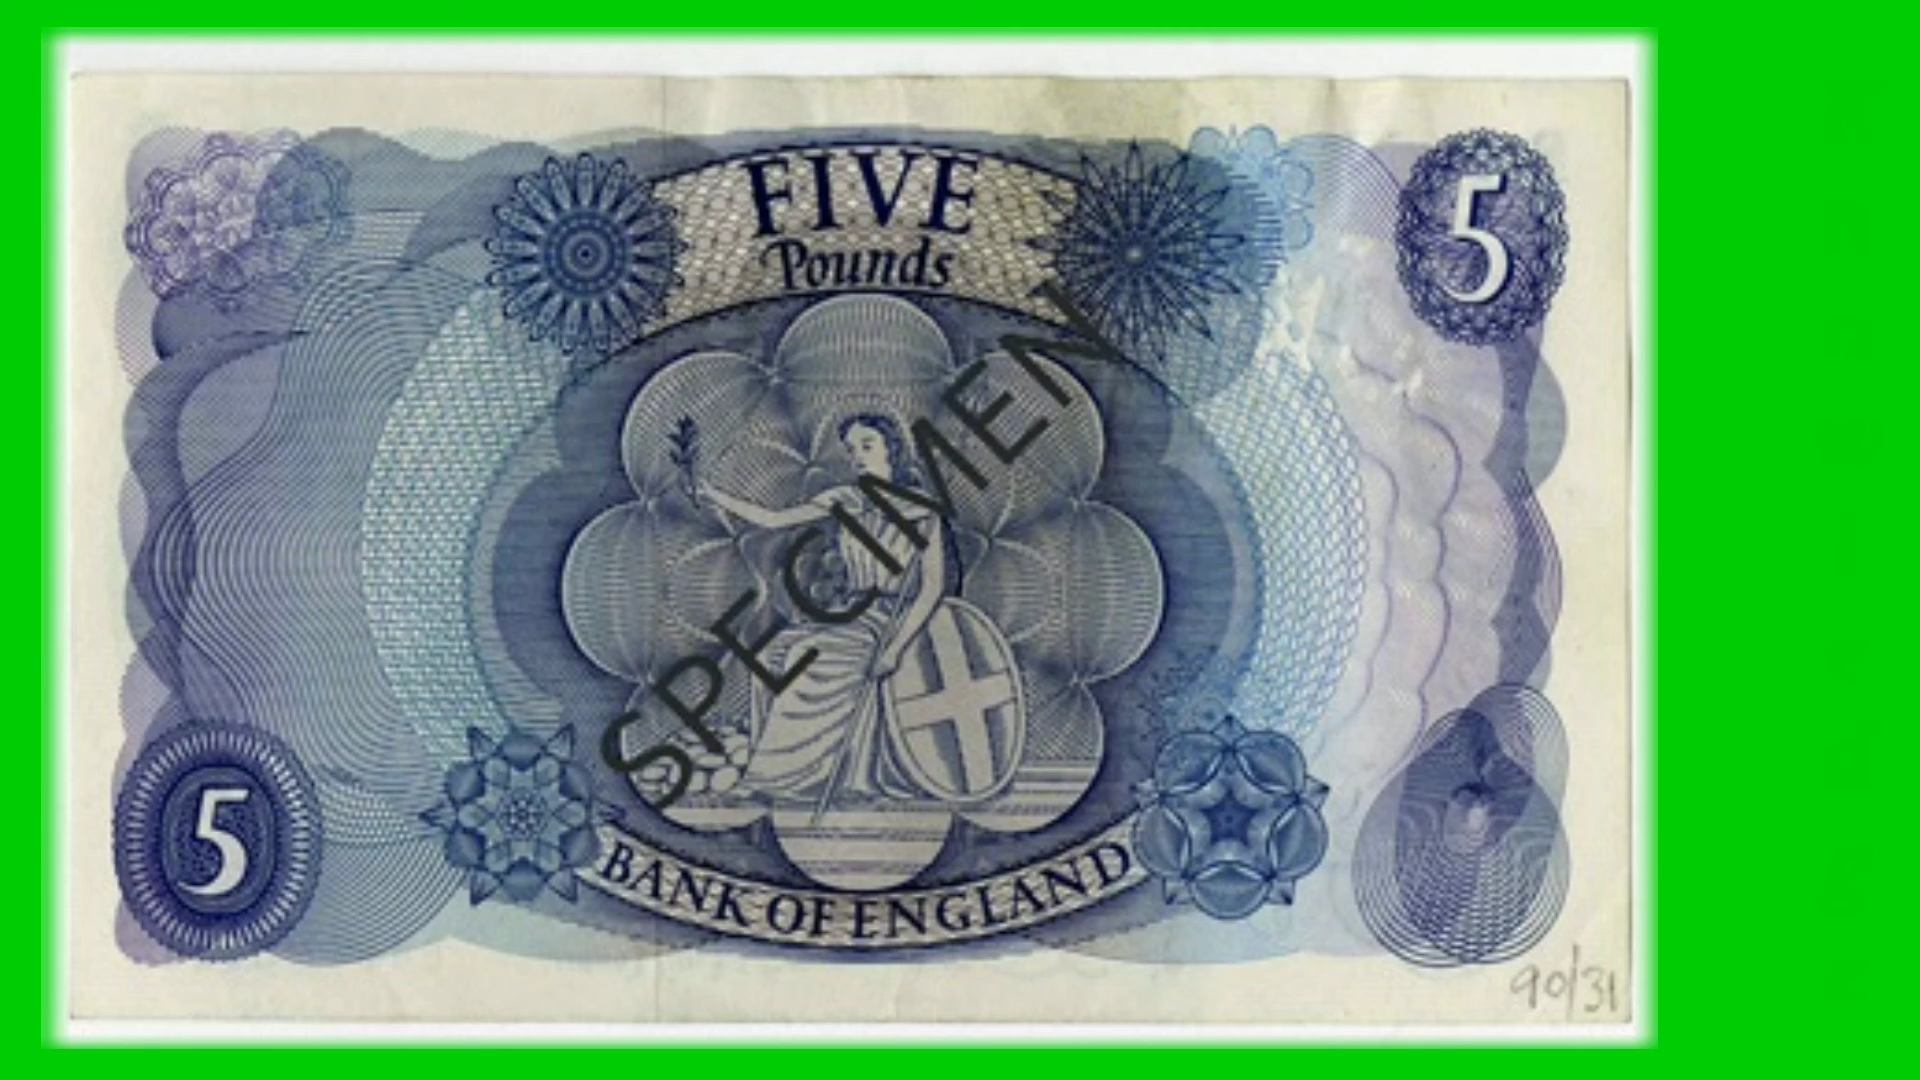 FIVE
Pounds
5
SPECIMEN
5
BANK OF ENGLAND
90/31